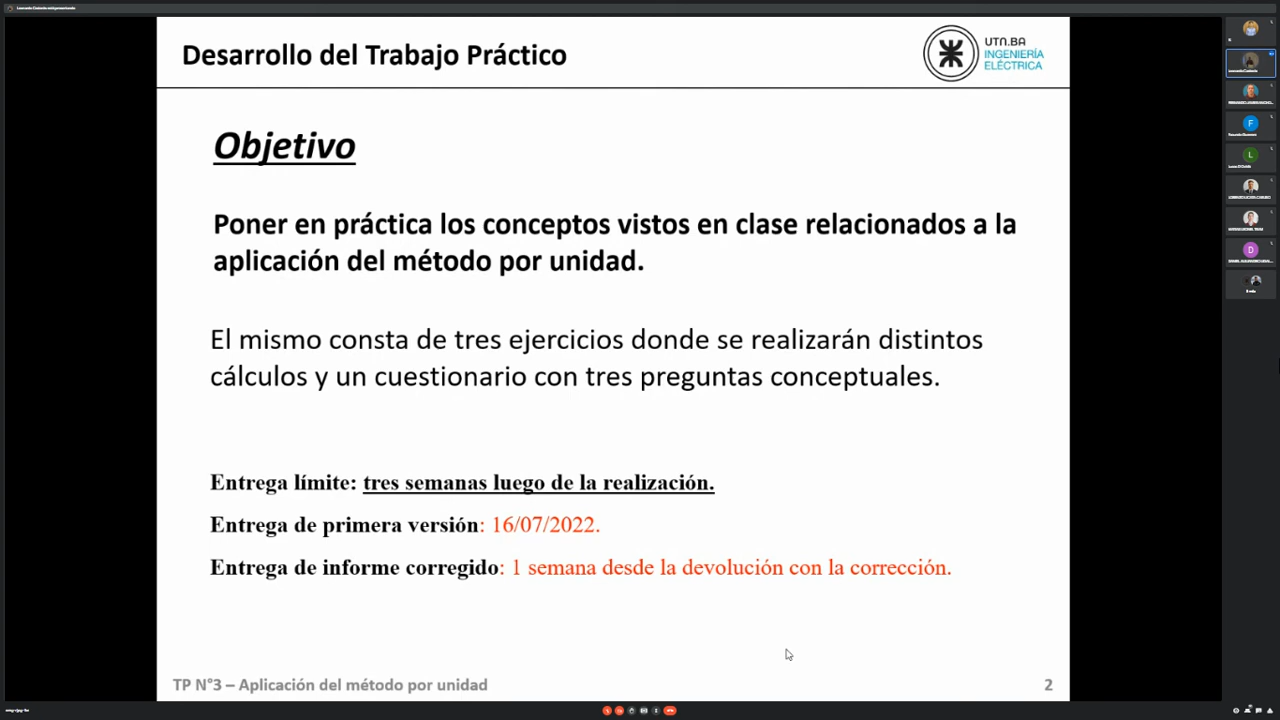 Desarrollo del Trabajo Práctico
UTN.BA
INGENIERÍA
ELÉCTRICA
Objetivo
Poner en práctica los conceptos vistos en clase relacionados a la
aplicación del método por unidad.
El mismo consta de tres ejercicios donde se realizarán distintos
cálculos y un cuestionario con tres preguntas conceptuales.
Entrega límite: tres semanas luego de la realización.
Entrega de primera versión: 16/07/2022.
Entrega de informe corregido: 1 semana desde la devolución con la corrección.
TP N°3 – Aplicación del método por unidad
2
F
L
D